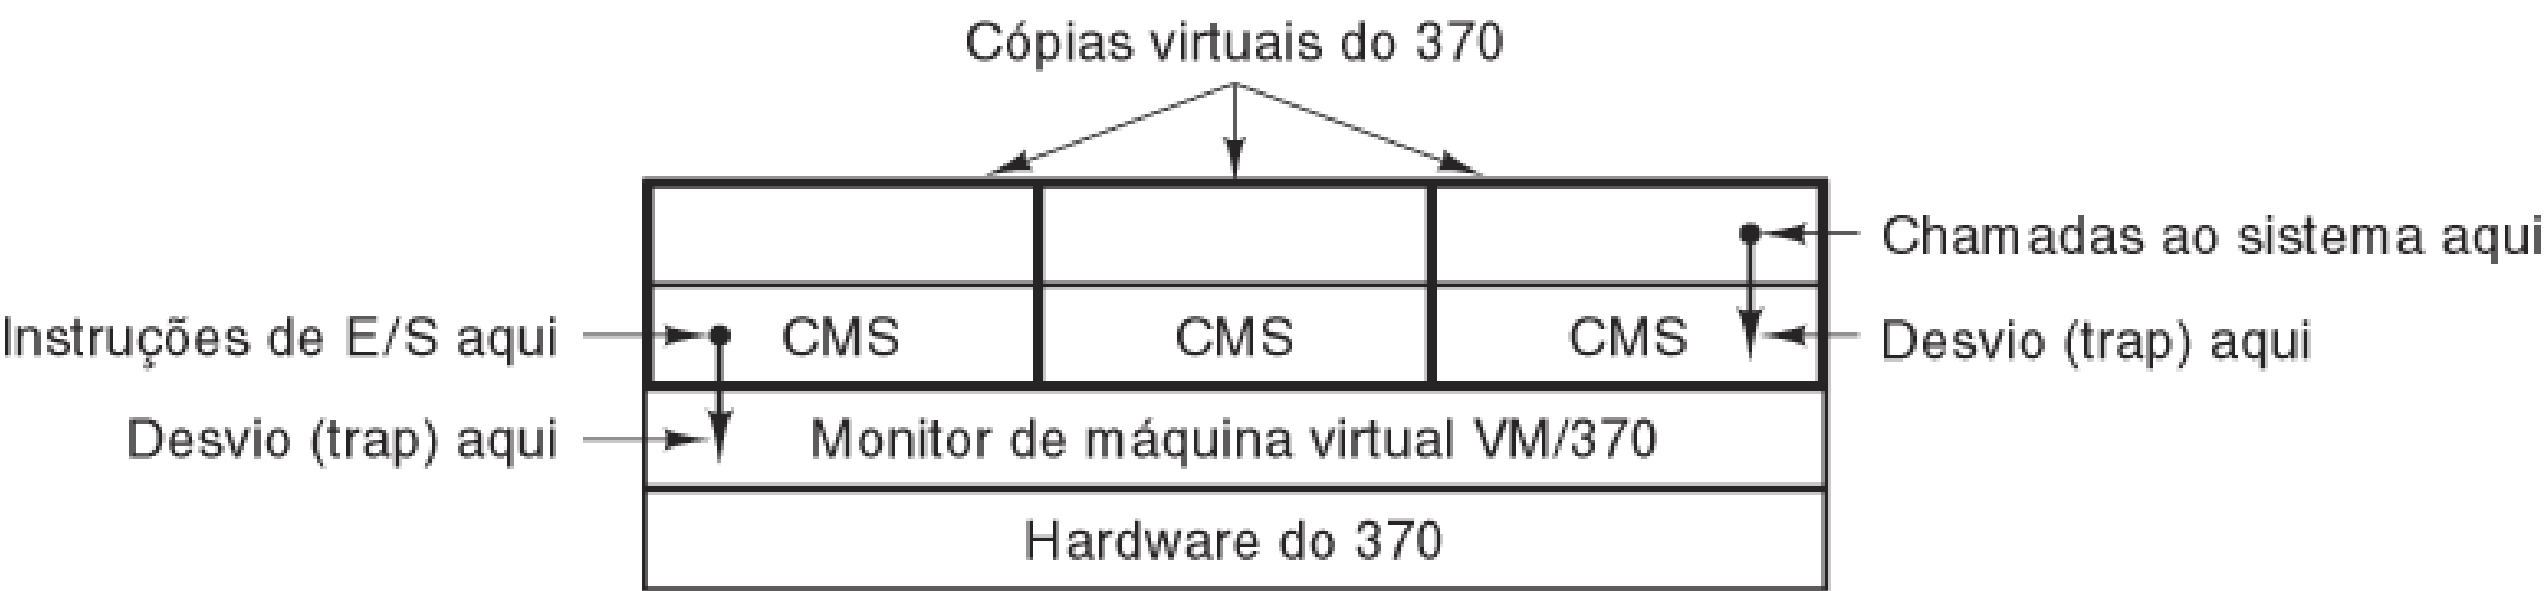 Cópias virtuais do 370
Chamadas ao sistema aqui
Instruções de E/S aqui
CMS
CMS
CMS
Desvio (trap) aqui
Desvio (trap) aqui
Monitor de máquina virtual VM/370
Hardware do 370